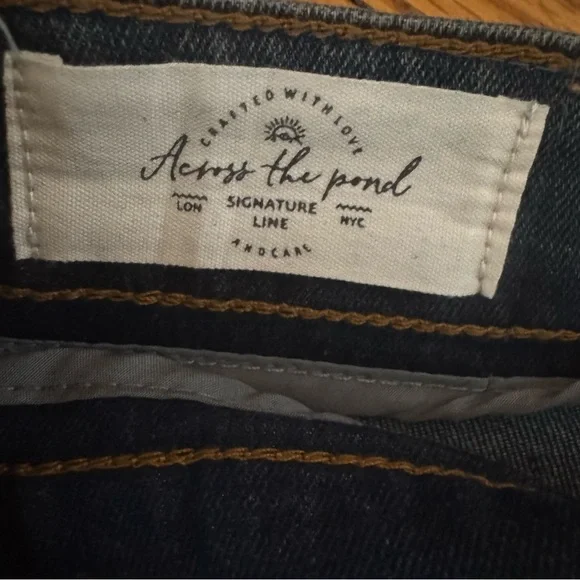 CRAFTED WITH LOVE
Across the pond
LON
SIGNATURE
LINE
NYC
AND CARE